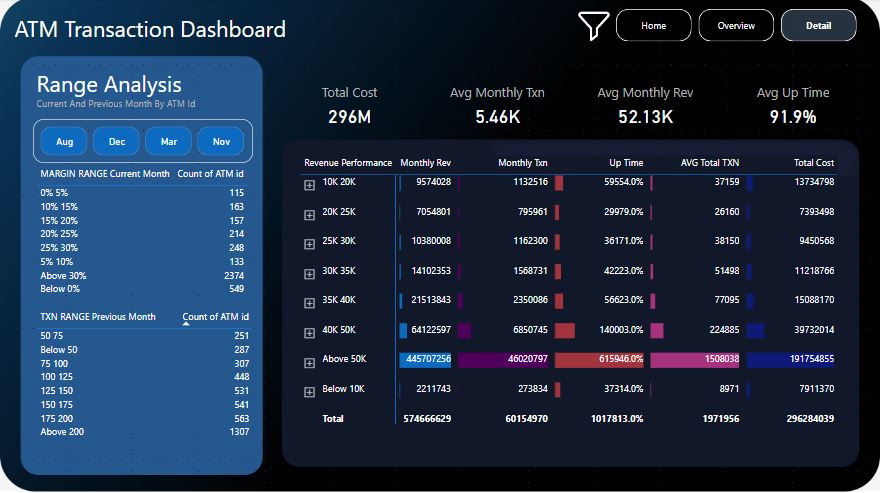 ATM Transaction Dashboard
Home Overview Detail
Range Analysis
Current And Previous Month By ATM Id
Aug Dec Mar Nov
MARGIN RANGE Current Month Count of ATM id
0% 5% 115
10% 15% 163
15% 20% 157
20% 25% 214
25% 30% 248
5% 10% 133
Above 30% 2374
Below 0% 549
TXN RANGE Previous Month Count of ATM id
50 75 251
Below 50 287
75 100 307
100 125 448
125 150 531
150 175 541
175 200 563
Above 200 1307
Total Cost Avg Monthly Txn Avg Monthly Rev Avg Up Time
296M 5.46K 52.13K 91.9%
Revenue Performance Monthly Rev Monthly Txn Up Time AVG Total TXN Total Cost
10K 20K 9574028 1132516 59554.0% 37159 13734798
20K 25K 7054801 795961 29979.0% 26160 7393498
25K 30K 10380008 1162300 36171.0% 38150 9450568
30K 35K 14102353 1568731 42223.0% 51498 11218766
35K 40K 21513843 2350086 56623.0% 77095 15088170
40K 50K 64122597 6850745 140003.0% 224885 39732014
Above 50K 445707256 46020797 615946.0% 1508038 191754855
Below 10K 2211743 273834 37314.0% 8971 7911370
Total 574666629 60154970 1017813.0% 1971956 296284039